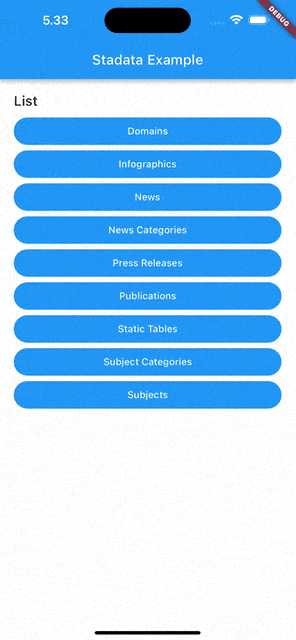 5.33
DEBUG
Stadata Example
List
Domains
Infographics
News
News Categories
Press Releases
Publications
Static Tables
Subject Categories
Subjects